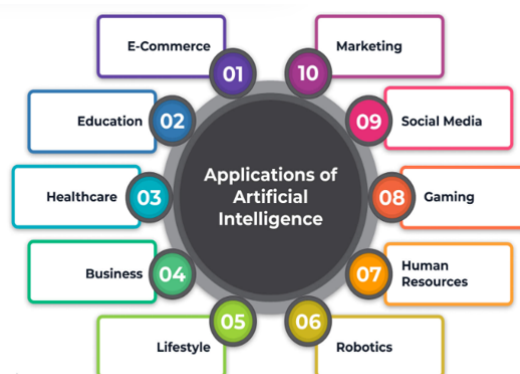 E-Commerce
01
10
Marketing
Education
02
09
Social Media
Applications of
Artificial
Intelligence
Healthcare
03
08
Gaming
Business
04
07
Human
Resources
Lifestyle
05
06
Robotics